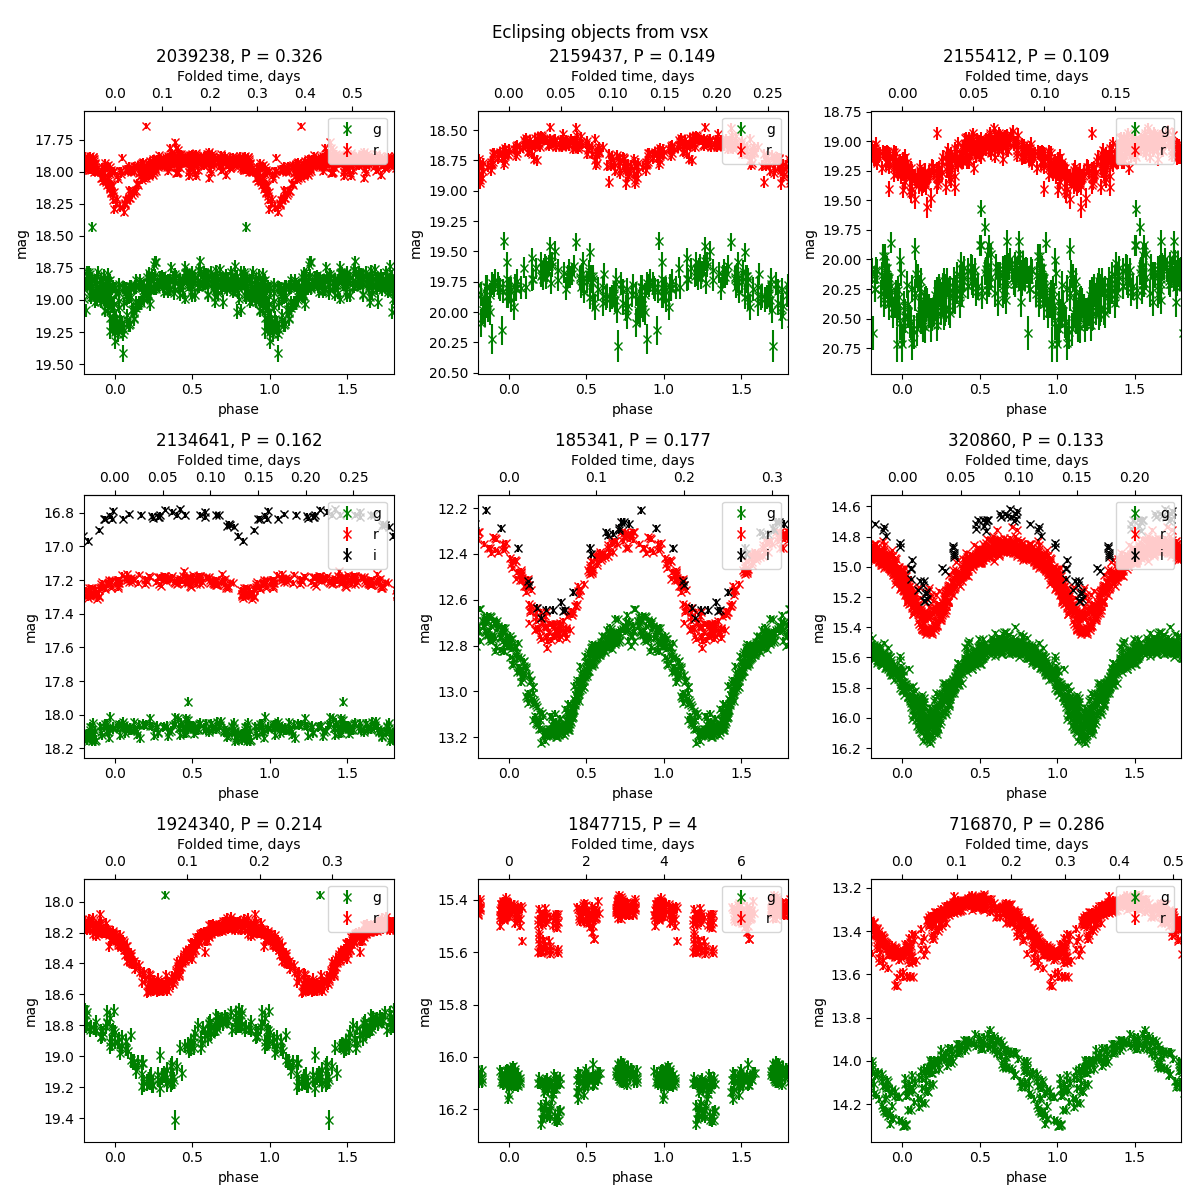 Eclipsing objects from vsx
2039238, P = 0.326
Folded time, days
0.0 0.1 0.2 0.3 0.4 0.5
17.75
18.00
18.25
18.50
18.75
19.00
19.25
19.50
mag
g
r
0.0 0.5 1.0 1.5
phase
2159437, P = 0.149
Folded time, days
0.00 0.05 0.10 0.15 0.20 0.25
18.50
18.75
19.00
19.25
19.50
19.75
20.00
20.25
20.50
mag
g
r
0.0 0.5 1.0 1.5
phase
2155412, P = 0.109
Folded time, days
0.00 0.05 0.10 0.15
18.75
19.00
19.25
19.50
19.75
20.00
20.25
20.50
20.75
mag
g
r
0.0 0.5 1.0 1.5
phase
2134641, P = 0.162
Folded time, days
0.00 0.05 0.10 0.15 0.20 0.25
16.8
17.0
17.2
17.4
17.6
17.8
18.0
18.2
mag
g
r
i
0.0 0.5 1.0 1.5
phase
185341, P = 0.177
Folded time, days
0.0 0.1 0.2 0.3
12.2
12.4
12.6
12.8
13.0
13.2
mag
g
r
i
0.0 0.5 1.0 1.5
phase
320860, P = 0.133
Folded time, days
0.00 0.05 0.10 0.15 0.20
14.6
14.8
15.0
15.2
15.4
15.6
15.8
16.0
16.2
mag
g
r
i
0.0 0.5 1.0 1.5
phase
1924340, P = 0.214
Folded time, days
0.0 0.1 0.2 0.3
18.0
18.2
18.4
18.6
18.8
19.0
19.2
19.4
mag
g
r
0.0 0.5 1.0 1.5
phase
1847715, P = 4
Folded time, days
0 2 4 6
15.4
15.6
15.8
16.0
16.2
mag
g
r
0.0 0.5 1.0 1.5
phase
716870, P = 0.286
Folded time, days
0.0 0.1 0.2 0.3 0.4 0.5
13.2
13.4
13.6
13.8
14.0
14.2
mag
g
r
0.0 0.5 1.0 1.5
phase